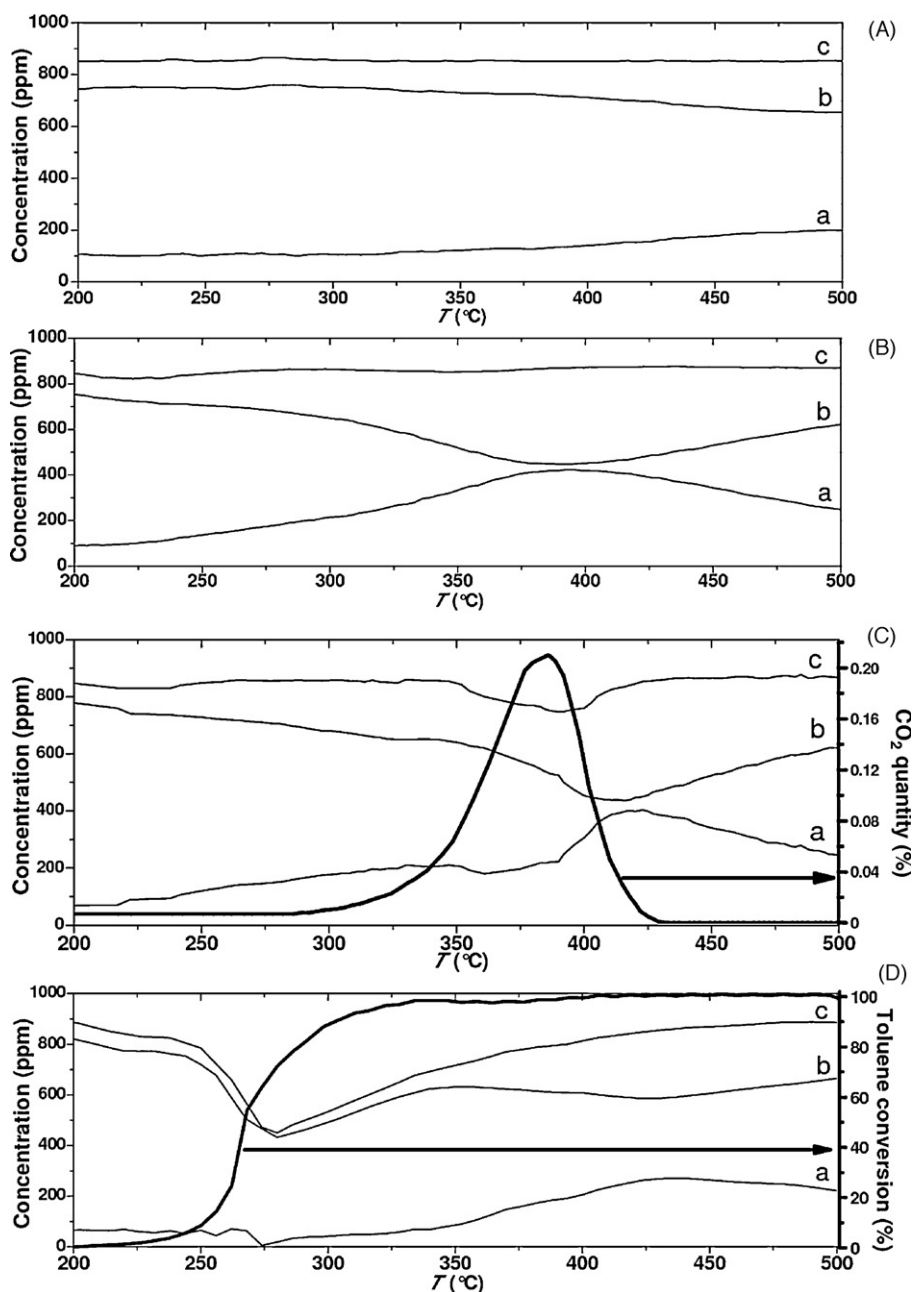 (A)
Concentration (ppm)
1000
800
600
400
200
0
c
b
a
200 250 300 350 400 450 500
T (°C)
(B)
Concentration (ppm)
1000
800
600
400
200
0
c
b
a
200 250 300 350 400 450 500
T (°C)
(C)
Concentration (ppm)
1000
800
600
400
200
0
c
b
a
0.20
0.16
0.12
0.08
0.04
0
CO₂ quantity (%)
200 250 300 350 400 450 500
T (°C)
(D)
Concentration (ppm)
1000
800
600
400
200
0
c
b
a
100
80
60
40
20
0
Toluene conversion (%)
200 250 300 350 400 450 500
T (°C)